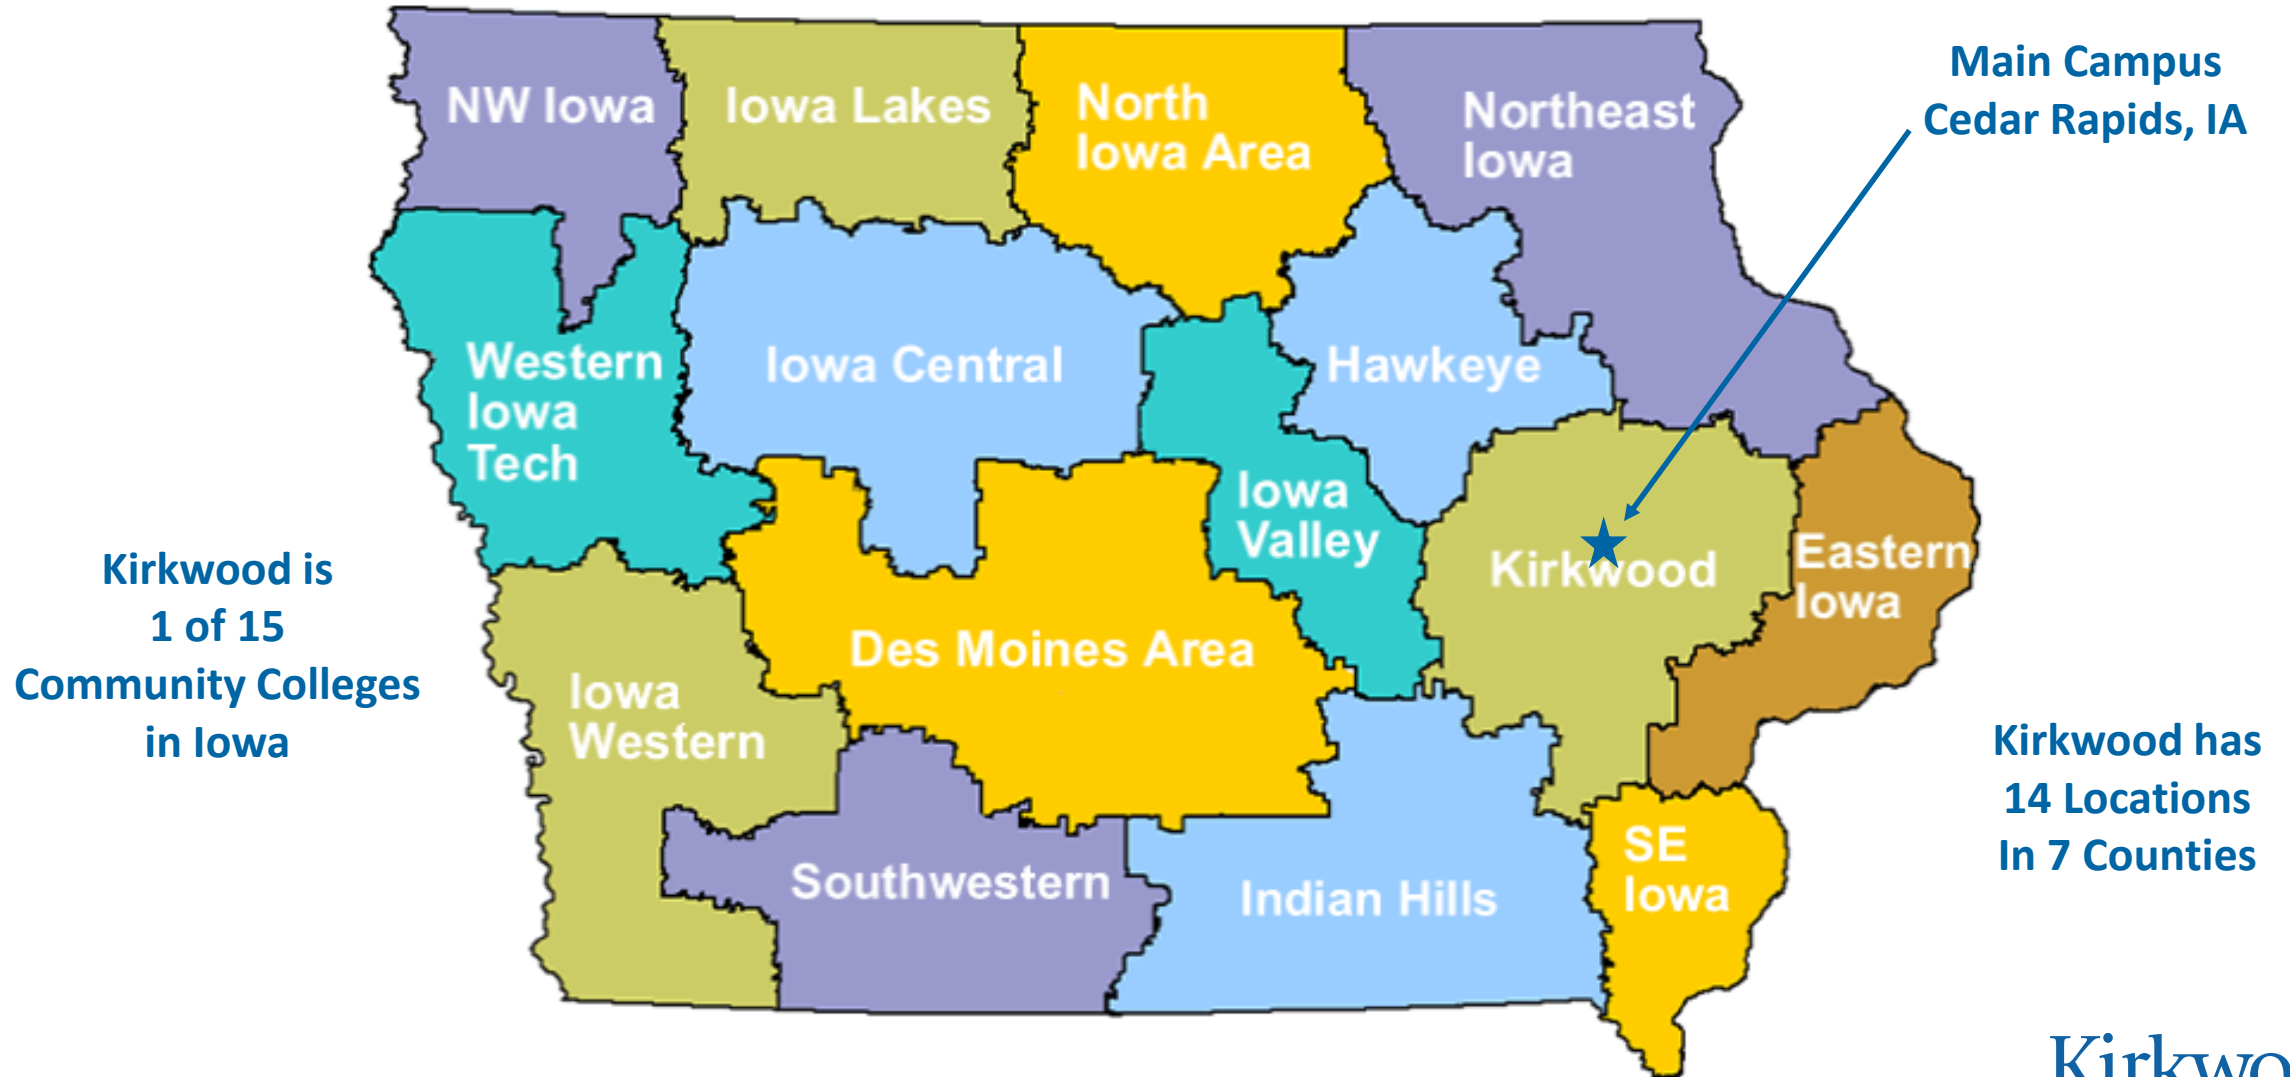 Main Campus
Cedar Rapids, IA
NW Iowa
Iowa Lakes
North
Iowa Area
Northeast
Iowa
Western
Iowa
Tech
Iowa Central
Hawkeye
Iowa
Valley
Kirkwood
Eastern
Iowa
Kirkwood is
1 of 15
Community Colleges
in Iowa
Des Moines Area
Iowa
Western
Kirkwood has
14 Locations
In 7 Counties
Southwestern
Indian Hills
SE
Iowa
Kirkwo